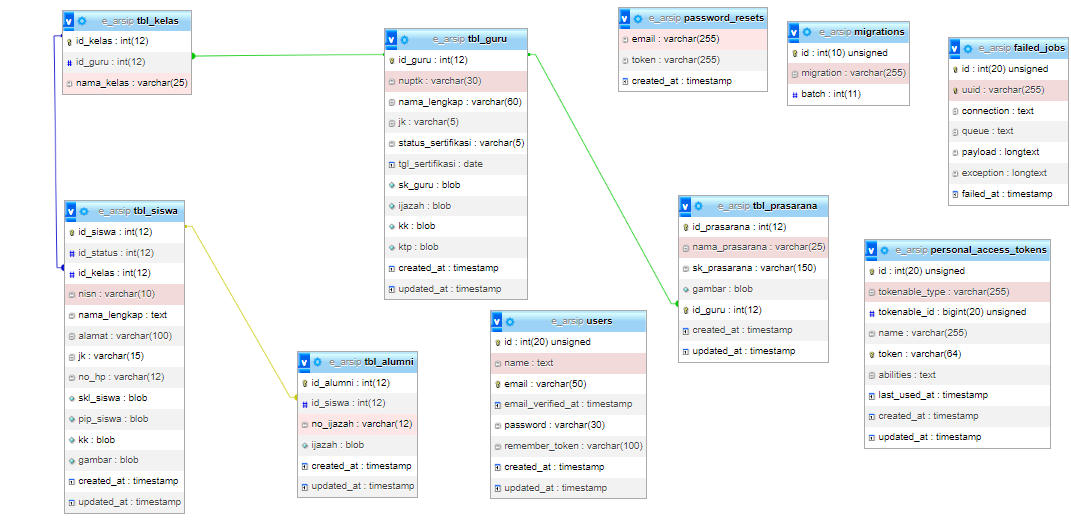 e_arsip tbl_kelas
id_kelas : int(12)
id_guru : int(12)
nama_kelas : varchar(25)
e_arsip tbl_guru
id_guru : int(12)
nuptk : varchar(30)
nama_lengkap : varchar(60)
jk : varchar(5)
status_sertifikasi : varchar(5)
tgl_sertifikasi : date
sk_guru : blob
ijazah : blob
kk : blob
ktp : blob
created_at : timestamp
updated_at : timestamp
e_arsip password_resets
email : varchar(255)
token : varchar(255)
created_at : timestamp
e_arsip migrations
id : int(10) unsigned
migration : varchar(255)
batch : int(11)
e_arsip failed_jobs
id : int(20) unsigned
uuid : varchar(255)
connection : text
queue : text
payload : longtext
exception : longtext
failed_at : timestamp
e_arsip tbl_siswa
id_siswa : int(12)
id_status : int(12)
id_kelas : int(12)
nisn : varchar(10)
nama_lengkap : text
alamat : varchar(100)
jk : varchar(15)
no_hp : varchar(12)
skl_siswa : blob
pip_siswa : blob
kk : blob
gambar : blob
created_at : timestamp
updated_at : timestamp
e_arsip tbl_prasarana
id_prasarana : int(12)
nama_prasarana : varchar(25)
sk_prasarana : varchar(150)
gambar : blob
id_guru : int(12)
created_at : timestamp
updated_at : timestamp
e_arsip personal_access_tokens
id : int(20) unsigned
tokenable_type : varchar(255)
tokenable_id : bigint(20) unsigned
name : varchar(255)
token : varchar(64)
abilities : text
last_used_at : timestamp
created_at : timestamp
updated_at : timestamp
e_arsip users
id : int(20) unsigned
name : text
email : varchar(50)
email_verified_at : timestamp
password : varchar(30)
remember_token : varchar(100)
created_at : timestamp
updated_at : timestamp
e_arsip tbl_alumni
id_alumni : int(12)
id_siswa : int(12)
no_ijazah : varchar(12)
ijazah : blob
created_at : timestamp
updated_at : timestamp